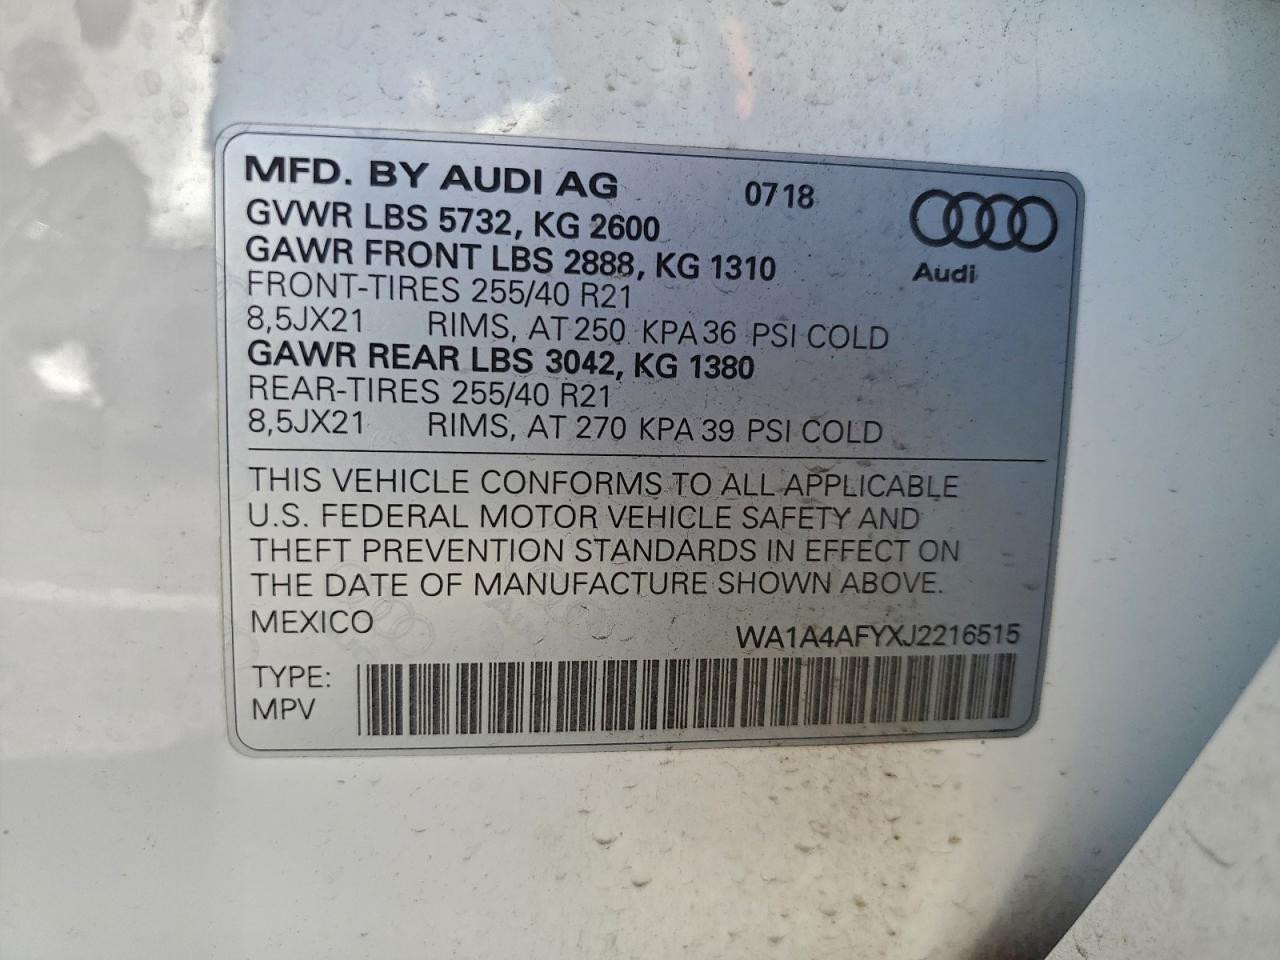 MFD. BY AUDI AG 0718
GVWR LBS 5732, KG 2600
GAWR FRONT LBS 2888, KG 1310
Audi
FRONT-TIRES 255/40 R21
8,5JX21 RIMS, AT 250 KPA 36 PSI COLD
GAWR REAR LBS 3042, KG 1380
REAR-TIRES 255/40 R21
8,5JX21 RIMS, AT 270 KPA 39 PSI COLD
THIS VEHICLE CONFORMS TO ALL APPLICABLE
U.S. FEDERAL MOTOR VEHICLE SAFETY AND
THEFT PREVENTION STANDARDS IN EFFECT ON
THE DATE OF MANUFACTURE SHOWN ABOVE.
MEXICO WA1A4AFYXJ2216515
TYPE:
MPV